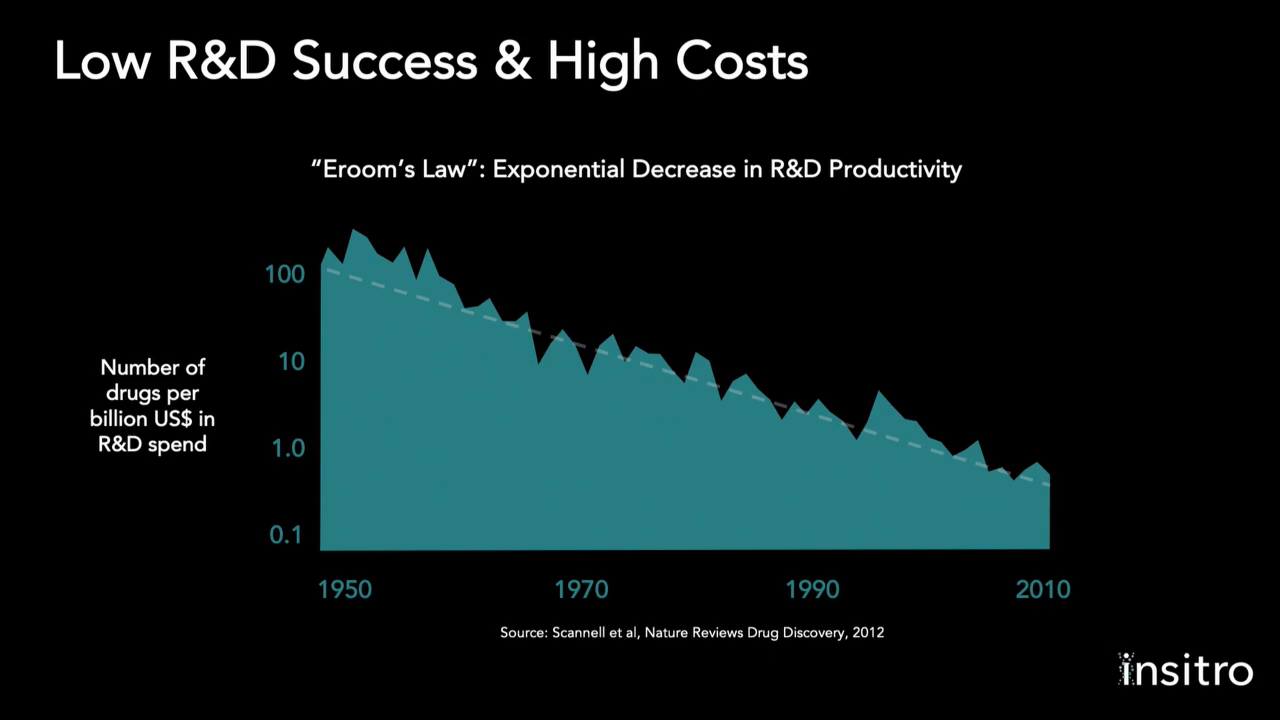 Low R&D Success & High Costs
“Eroom’s Law”: Exponential Decrease in R&D Productivity
100
10
1.0
0.1
Number of
drugs per
billion US$ in
R&D spend
1950 1970 1990 2010
Source: Scannell et al, Nature Reviews Drug Discovery, 2012
insitro